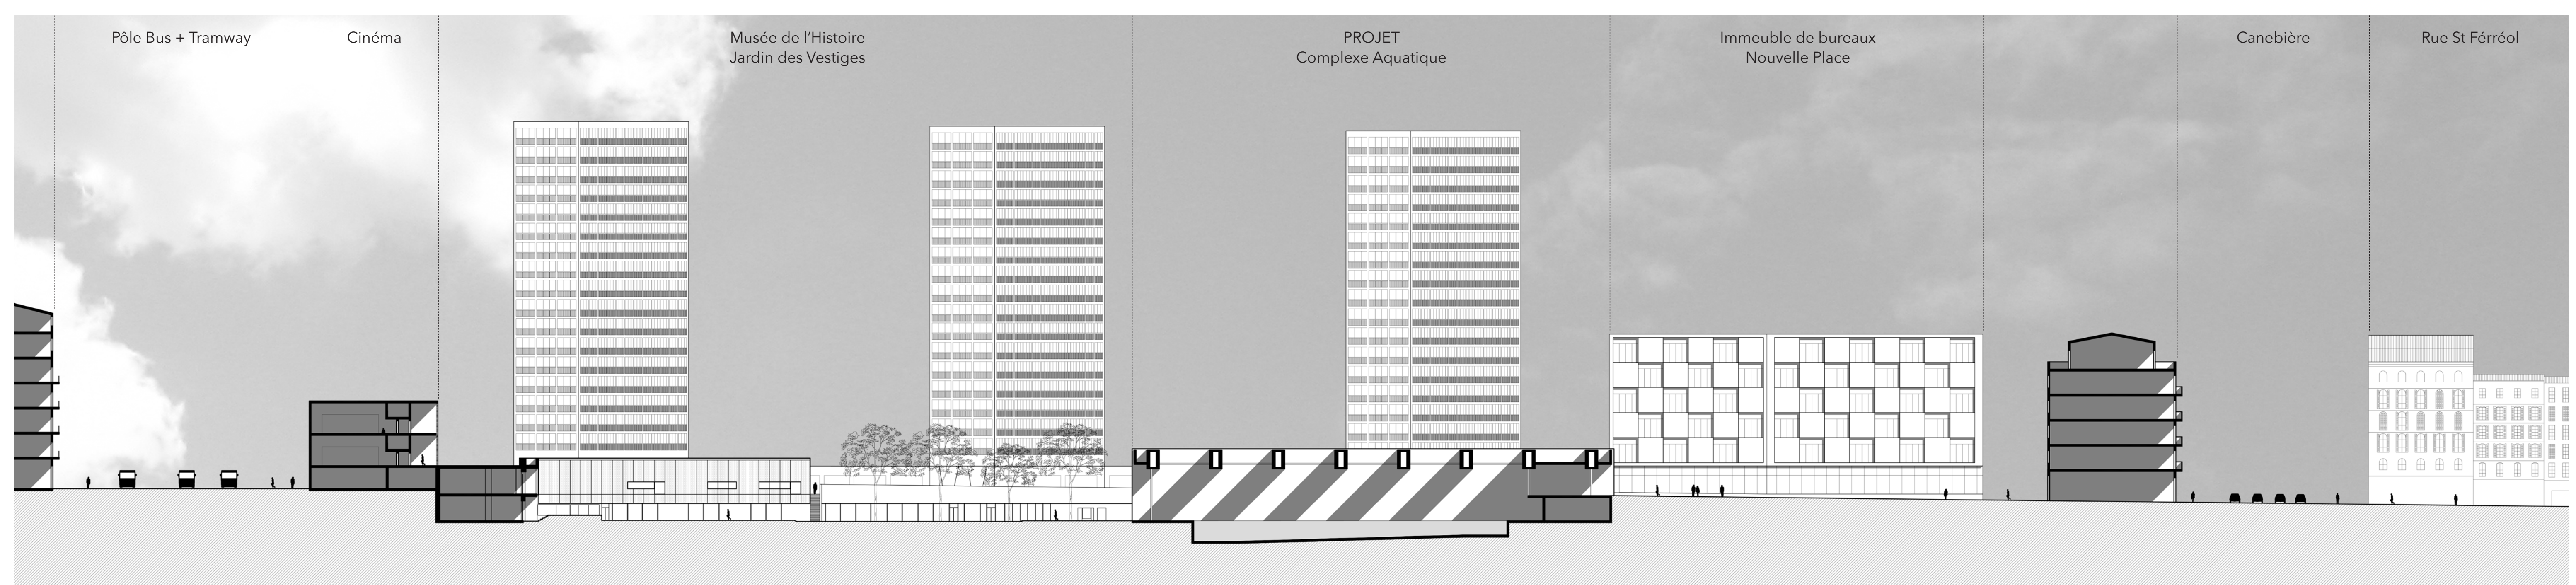 Pôle Bus + Tramway
Cinéma
Musée de l’Histoire
Jardin des Vestiges
PROJET
Complexe Aquatique
Immeuble de bureaux
Nouvelle Place
Canebière
Rue St Férréol